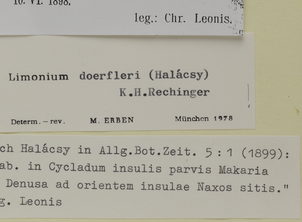 10. VI. 1898.
leg.: Chr. Leonis.
Limonium doerfleri (Halácsy)
K.H.Rechinger
Determ. – rev. M. ERBEN München 1978
ch Halácsy in Allg.Bot.Zeit. 5:1 (1899):
ab. in Cycladum insulis parvis Makaria
Denusa ad orientem insulae Naxos sitis."
g. Leonis